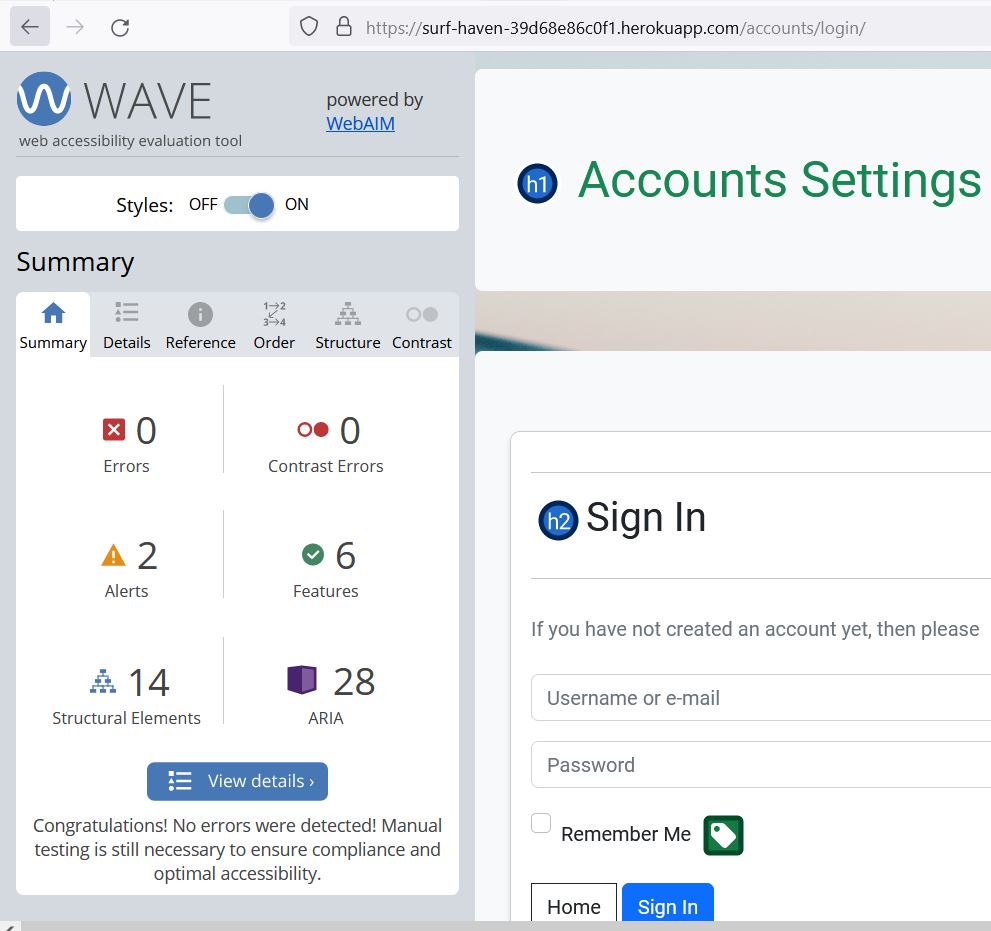 https://surf-haven-39d68e86c0f1.herokuapp.com/accounts/login/
WAVE
web accessibility evaluation tool
powered by
WebAIM
Styles: OFF ON
Summary
Summary Details Reference Order Structure Contrast
0
Errors
0
Contrast Errors
2
Alerts
6
Features
14
Structural Elements
28
ARIA
View details ›
Congratulations! No errors were detected! Manual
testing is still necessary to ensure compliance and
optimal accessibility.
h1 Accounts Settings
h2 Sign In
If you have not created an account yet, then please
Username or e-mail
Password
Remember Me
Home Sign In